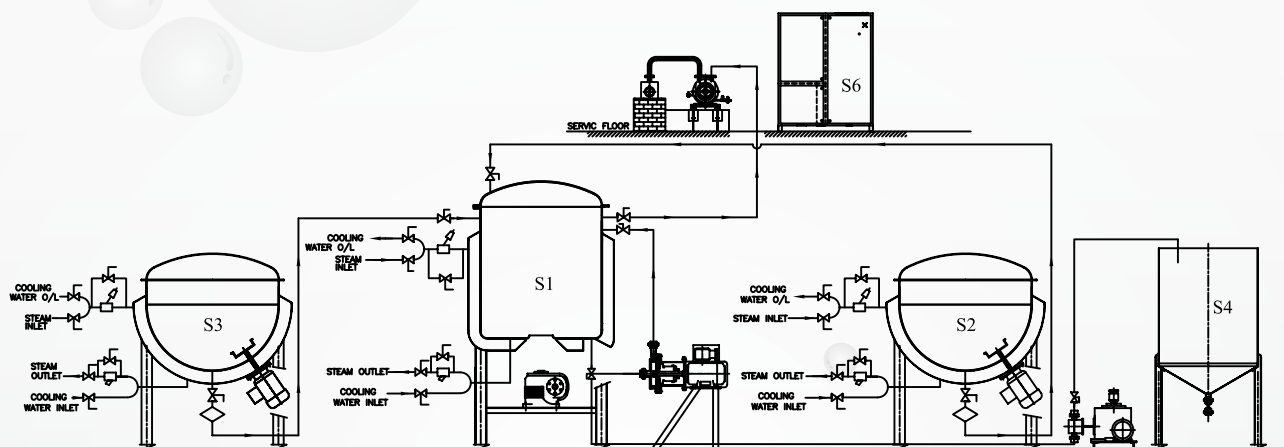 SERVIC FLOOR
S6
COOLING
WATER O/L
STEAM
INLET
S1
COOLING
WATER O/L
STEAM
INLET
S3
COOLING
WATER O/L
STEAM INLET
S2
S4
STEAM
OUTLET
COOLING
WATER INLET
STEAM OUTLET
COOLING
WATER INLET
STEAM OUTLET
COOLING
WATER INLET